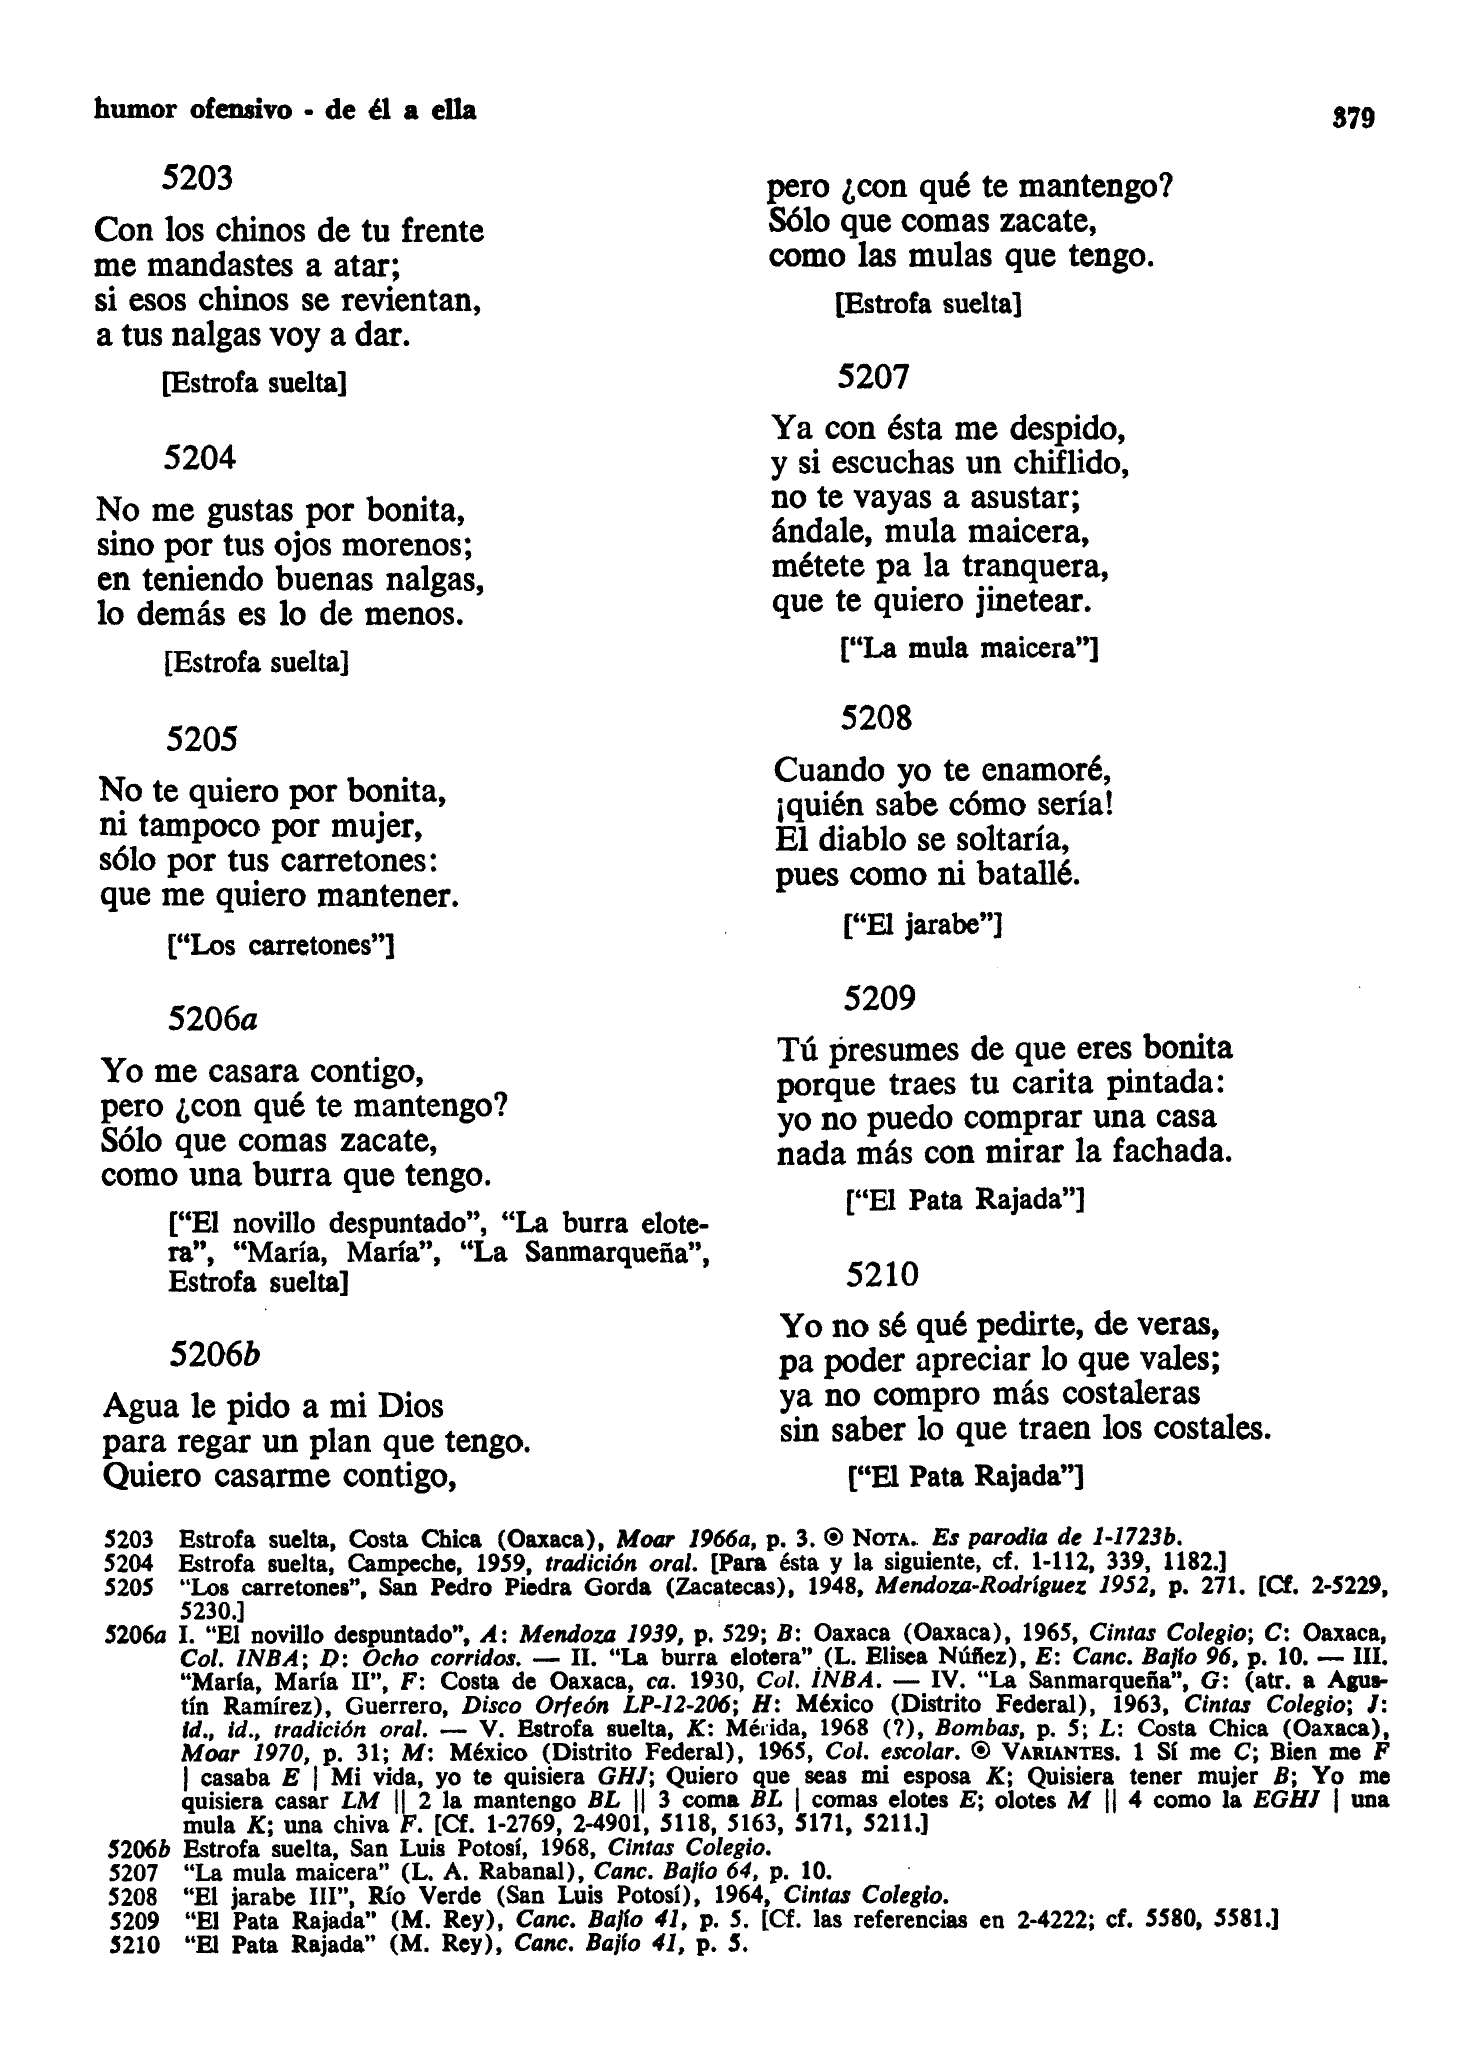 humor ofensivo - de él a ella
379
5203
Con los chinos de tu frente
me mandastes a atar;
si esos chinos se revientan,
a tus nalgas voy a dar.
[Estrofa suelta]
5204
No me gustas por bonita,
sino por tus ojos morenos;
en teniendo buenas nalgas,
lo demás es lo de menos.
[Estrofa suelta]
5205
No te quiero por bonita,
ni tampoco por mujer,
sólo por tus carretones:
que me quiero mantener.
["Los carretones"]
5206a
Yo me casara contigo,
pero ¿con qué te mantengo?
Sólo que comas zacate,
como una burra que tengo.
["El novillo despuntado", "La burra elote-
ra", "María, María", "La Sanmarqueña",
Estrofa suelta]
5206b
Agua le pido a mi Dios
para regar un plan que tengo.
Quiero casarme contigo,
pero ¿con qué te mantengo?
Sólo que comas zacate,
como las mulas que tengo.
[Estrofa suelta]
5207
Ya con ésta me despido,
y si escuchas un chiflido,
no te vayas a asustar;
ándale, mula maicera,
métete pa la tranquera,
que te quiero jinetear.
["La mula maicera"]
5208
Cuando yo te enamoré,
¡quién sabe cómo sería!
El diablo se soltaría,
pues como ni batallé.
["El jarabe"]
5209
Tú presumes de que eres bonita
porque traes tu carita pintada:
yo no puedo comprar una casa
nada más con mirar la fachada.
["El Pata Rajada"]
5210
Yo no sé qué pedirte, de veras,
pa poder apreciar lo que vales;
ya no compro más costaleras
sin saber lo que traen los costales.
["El Pata Rajada"]
5203 Estrofa suelta, Costa Chica (Oaxaca), Moar 1966a, p. 3. ⊙ NOTA. Es parodia de 1-1723b.
5204 Estrofa suelta, Campeche, 1959, tradición oral. [Para ésta y la siguiente, cf. 1-112, 339, 1182.]
5205 "Los carretones", San Pedro Piedra Gorda (Zacatecas), 1948, Mendoza-Rodríguez 1952, p. 271. [Cf. 2-5229,
5230.]
5206a I. "El novillo despuntado", A: Mendoza 1939, p. 529; B: Oaxaca (Oaxaca), 1965, Cintas Colegio; C: Oaxaca,
Col. INBA; D: Ocho corridos. — II. "La burra elotera" (L. Elisea Núñez), E: Canc. Bajío 96, p. 10. — III.
"María, María II", F: Costa de Oaxaca, ca. 1930, Col. INBA. — IV. "La Sanmarqueña", G: (atr. a Agus-
tín Ramírez), Guerrero, Disco Orfeón LP-12-206; H: México (Distrito Federal), 1963, Cintas Colegio; J:
Id., id., tradición oral. — V. Estrofa suelta, K: Mérida, 1968 (?), Bombas, p. 5; L: Costa Chica (Oaxaca),
Moar 1970, p. 31; M: México (Distrito Federal), 1965, Col. escolar. ⊙ VARIANTES. 1 Sí me C; Bien me F
| casaba E | Mi vida, yo te quisiera GHJ; Quiero que seas mi esposa K; Quisiera tener mujer B; Yo me
quisiera casar LM || 2 la mantengo BL || 3 coma BL | comas elotes E; olotes M || 4 como la EGHJ | una
mula K; una chiva F. [Cf. 1-2769, 2-4901, 5118, 5163, 5171, 5211.]
5206b Estrofa suelta, San Luis Potosí, 1968, Cintas Colegio.
5207 "La mula maicera" (L. A. Rabanal), Canc. Bajío 64, p. 10.
5208 "El jarabe III", Río Verde (San Luis Potosí), 1964, Cintas Colegio.
5209 "El Pata Rajada" (M. Rey), Canc. Bajío 41, p. 5. [Cf. las referencias en 2-4222; cf. 5580, 5581.]
5210 "El Pata Rajada" (M. Rey), Canc. Bajío 41, p. 5.